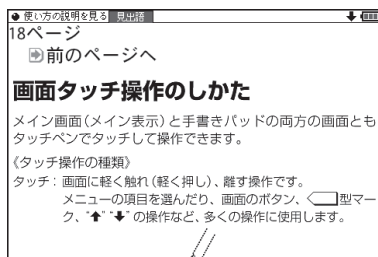 使い方の説明を見る 見出語
18ページ
前のページへ
画面タッチ操作のしかた
メイン画面(メイン表示)と手書きパッドの両方の画面とも
タッチペンでタッチして操作できます。
《タッチ操作の種類》
タッチ:画面に軽く触れ(軽く押し)、離す操作です。
メニューの項目を選んだり、画面のボタン、型マー
ク、"⬆" "⬇" の操作など、多くの操作に使用します。